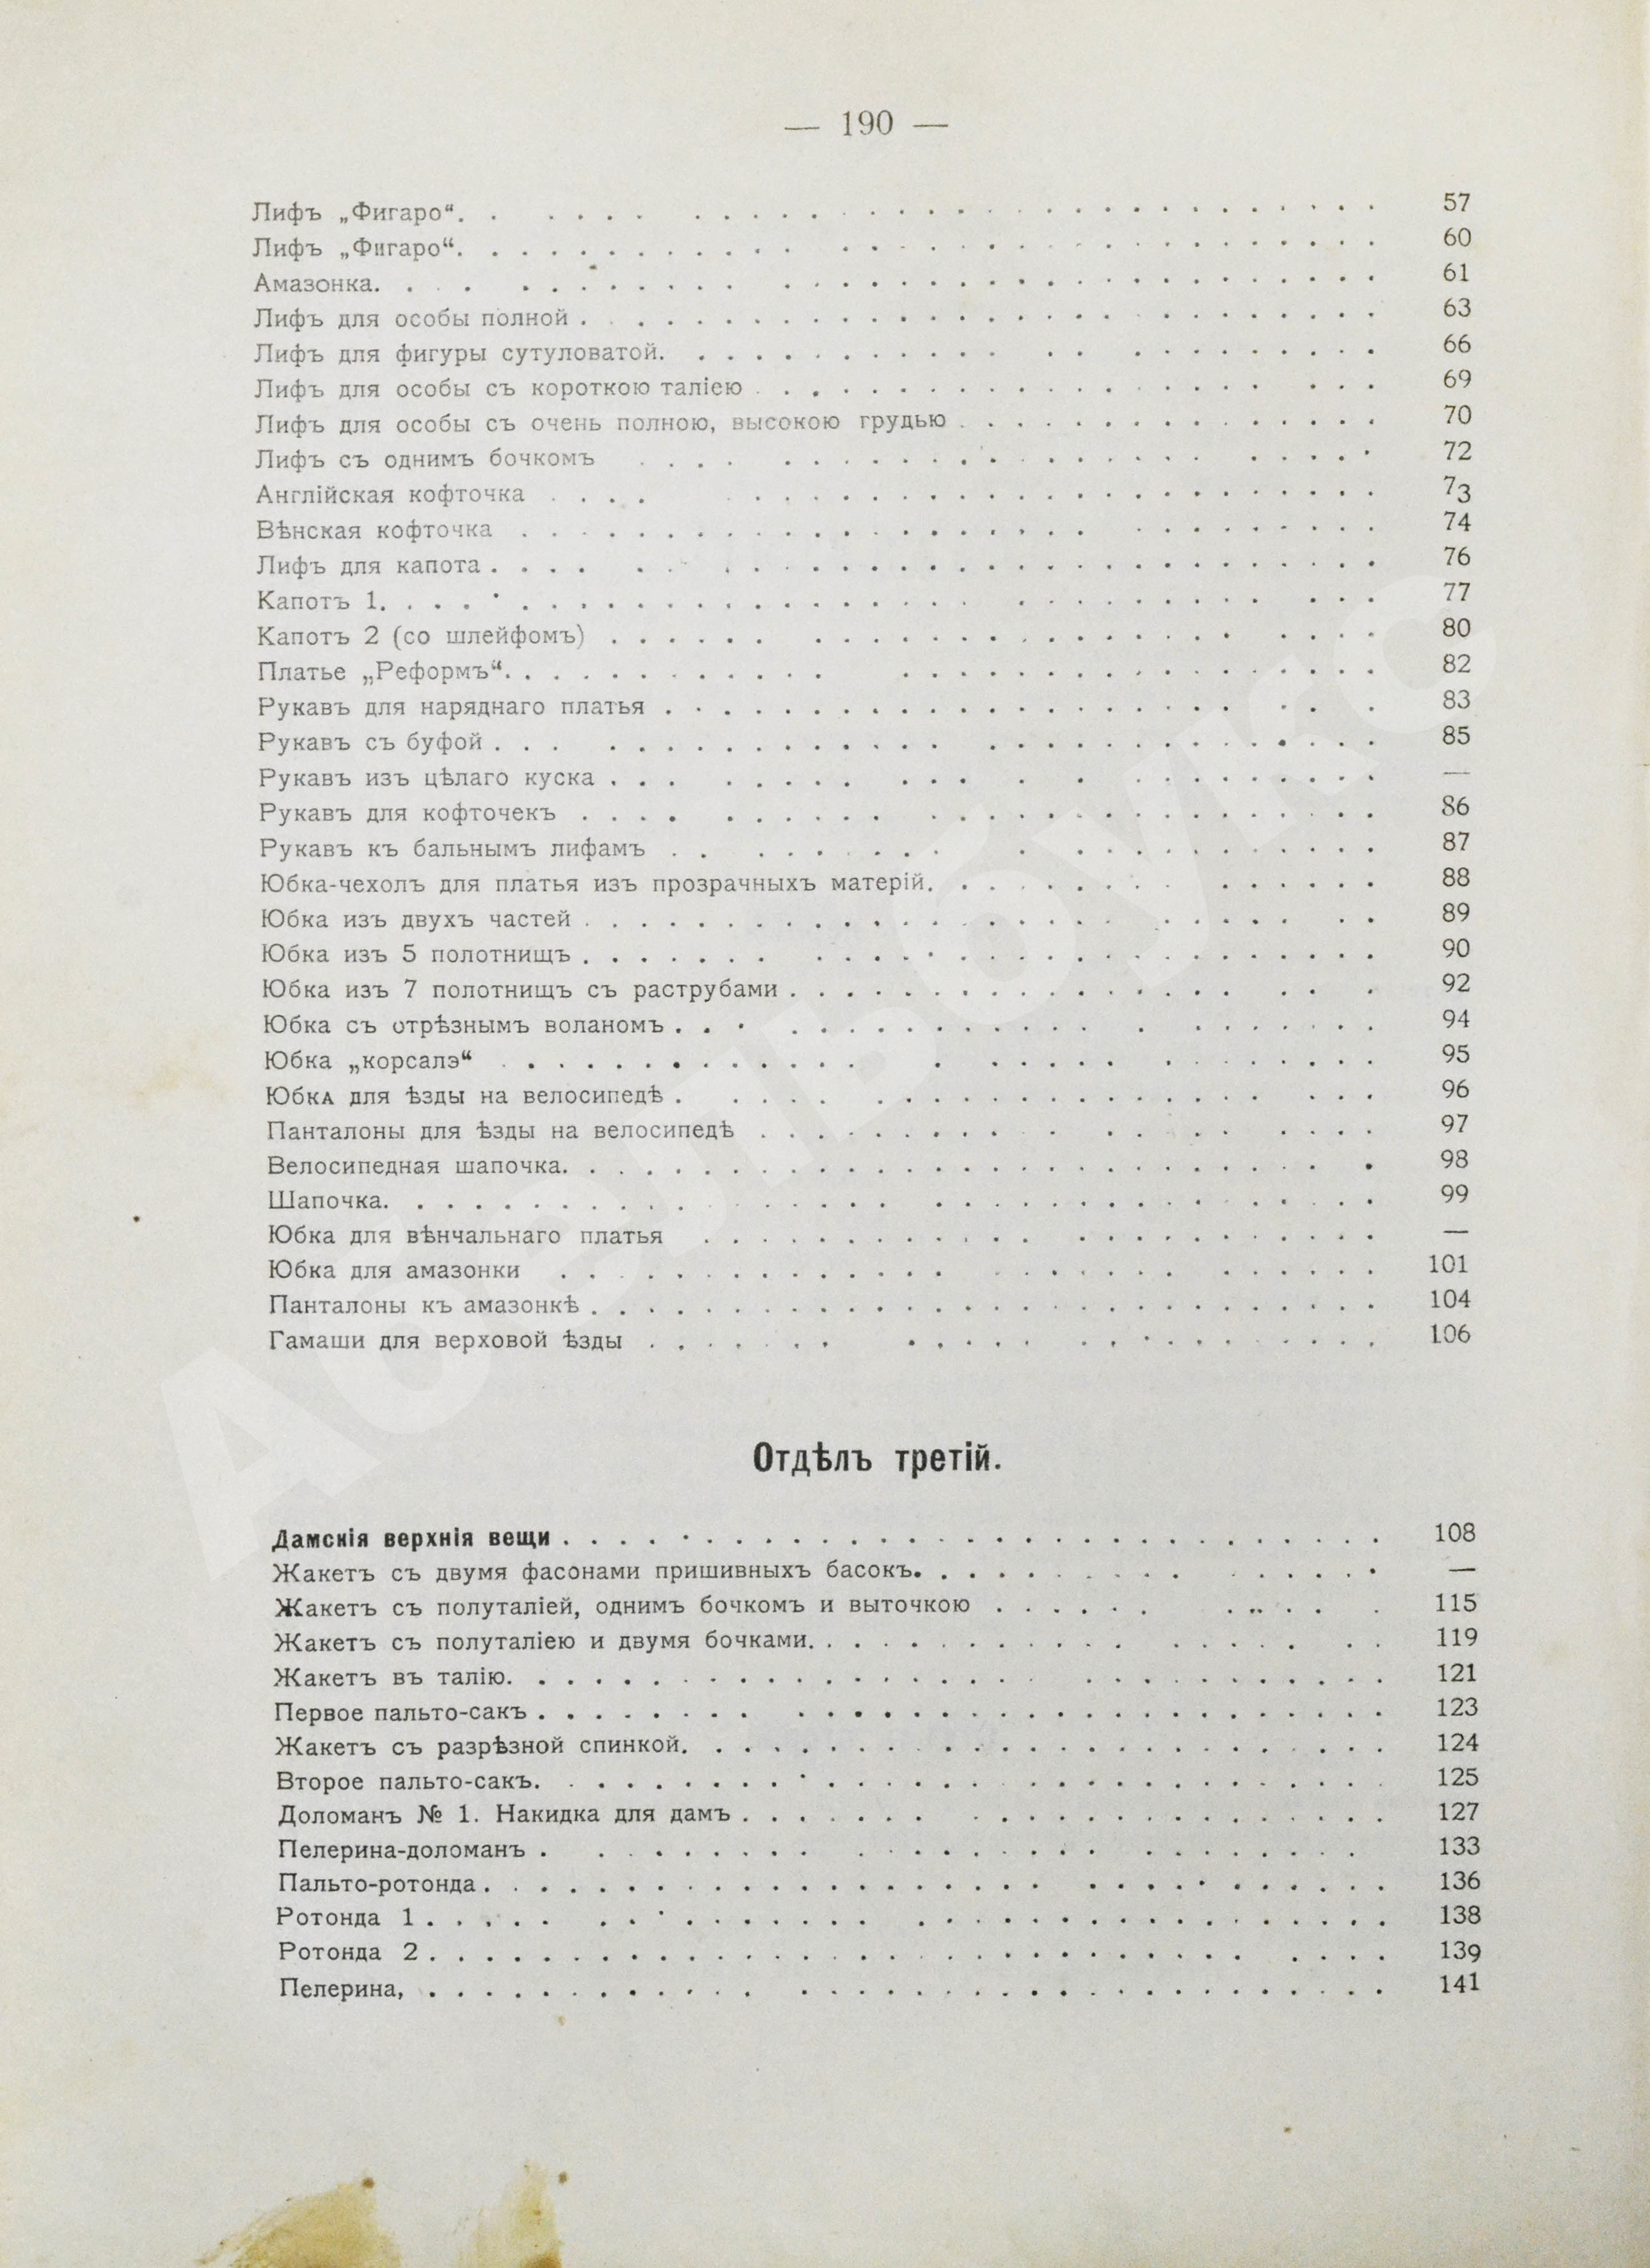 — 190 —
Лифъ „Фигаро“. . . . . . . . . 57
Лифъ „Фигаро“. . . . . . . . . 60
Амазонка. . . . . . . . . 61
Лифъ для особы полной . . . . . . . . 63
Лифъ для фигуры сутуловатой. . . . . . . . 66
Лифъ для особы съ короткою таліею . . . . . . . . 69
Лифъ для особы съ очень полною, высокою грудью . . . . . . . . 70
Лифъ съ однимъ бочкомъ . . . . . . . . 72
Англійская кофточка . . . . . . . . 73
Вѣнская кофточка . . . . . . . . 74
Лифъ для капота . . . . . . . . 76
Капотъ 1. . . . . . . . . 77
Капотъ 2 (со шлейфомъ) . . . . . . . . 80
Платье „Реформъ“. . . . . . . . . 82
Рукавъ для наряднаго платья . . . . . . . . 83
Рукавъ съ буфой . . . . . . . . 85
Рукавъ изъ цѣлаго куска . . . . . . . . —
Рукавъ для кофточекъ . . . . . . . . 86
Рукавъ къ бальнымъ лифамъ . . . . . . . . 87
Юбка-чехолъ для платья изъ прозрачныхъ матерій. . . . . . . . 88
Юбка изъ двухъ частей . . . . . . . . 89
Юбка изъ 5 полотнищъ . . . . . . . . 90
Юбка изъ 7 полотнищъ съ раструбами . . . . . . . . 92
Юбка съ отрѣзнымъ воланомъ . . . . . . . . 94
Юбка „корсалэ“ . . . . . . . . 95
Юбка для ѣзды на велосипедѣ . . . . . . . . 96
Панталоны для ѣзды на велосипедѣ . . . . . . . . 97
Велосипедная шапочка. . . . . . . . . 98
Шапочка. . . . . . . . . 99
Юбка для вѣнчальнаго платья . . . . . . . . —
Юбка для амазонки . . . . . . . . 101
Панталоны къ амазонкѣ . . . . . . . . 104
Гамаши для верховой ѣзды . . . . . . . . 106
Отдѣлъ третій.
Дамскія верхнія вещи . . . . . . . . 108
Жакетъ съ двумя фасонами пришивныхъ басокъ. . . . . . . . —
Жакетъ съ полуталіей, однимъ бочкомъ и выточкою . . . . . . . . 115
Жакетъ съ полуталіею и двумя бочками. . . . . . . . 119
Жакетъ въ талію. . . . . . . . . 121
Первое пальто-сакъ . . . . . . . . 123
Жакетъ съ разрѣзной спинкой. . . . . . . . 124
Второе пальто-сакъ. . . . . . . . . 125
Доломанъ № 1. Накидка для дамъ . . . . . . . . 127
Пелерина-доломанъ . . . . . . . . 133
Пальто-ротонда . . . . . . . . 136
Ротонда 1 . . . . . . . . 138
Ротонда 2 . . . . . . . . 139
Пелерина, . . . . . . . . 141